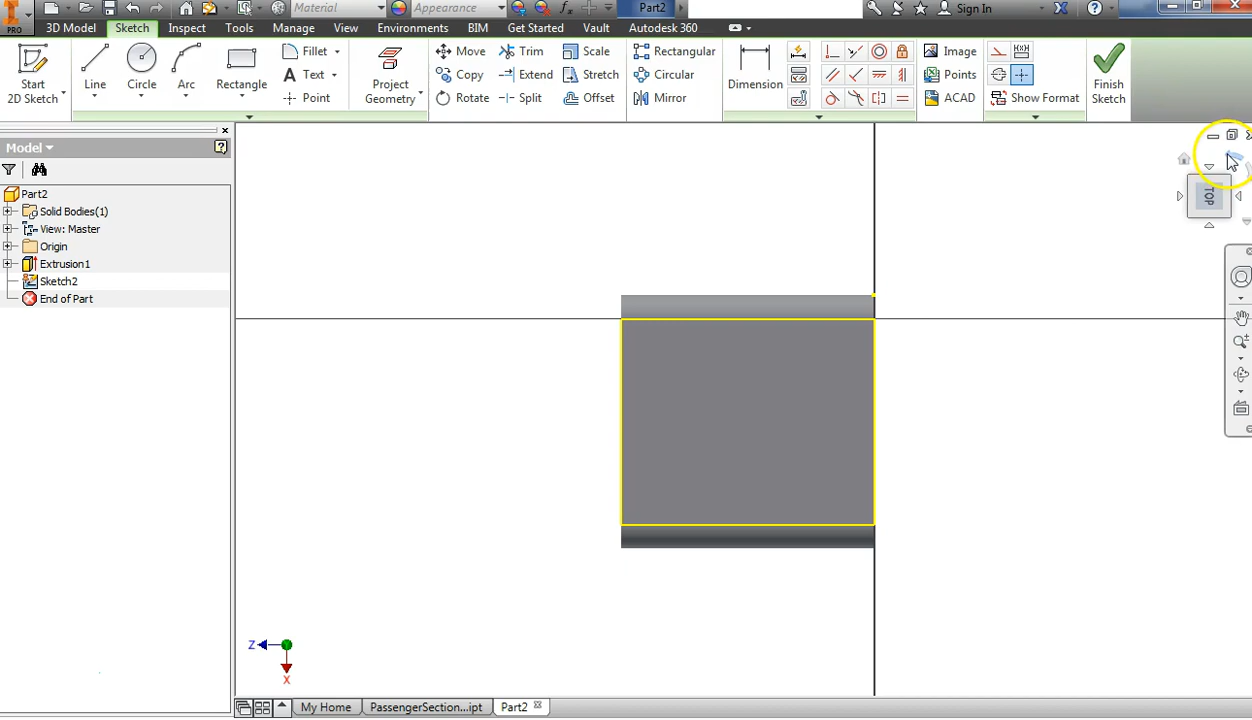 Material
Appearance
Part2
Sign In
PRO
3D Model
Sketch
Inspect
Tools
Manage
View
Environments
BIM
Get Started
Vault
Autodesk 360
Start
2D Sketch
Line
Circle
Arc
Rectangle
Fillet
Text
Point
Project
Geometry
Move
Copy
Rotate
Trim
Extend
Split
Scale
Stretch
Offset
Rectangular
Circular
Mirror
Dimension
Image
Points
ACAD
Show Format
Finish
Sketch
Model
Part2
Solid Bodies(1)
View: Master
Origin
Extrusion1
Sketch2
End of Part
TOP
Z
X
My Home
PassengerSection...ipt
Part2